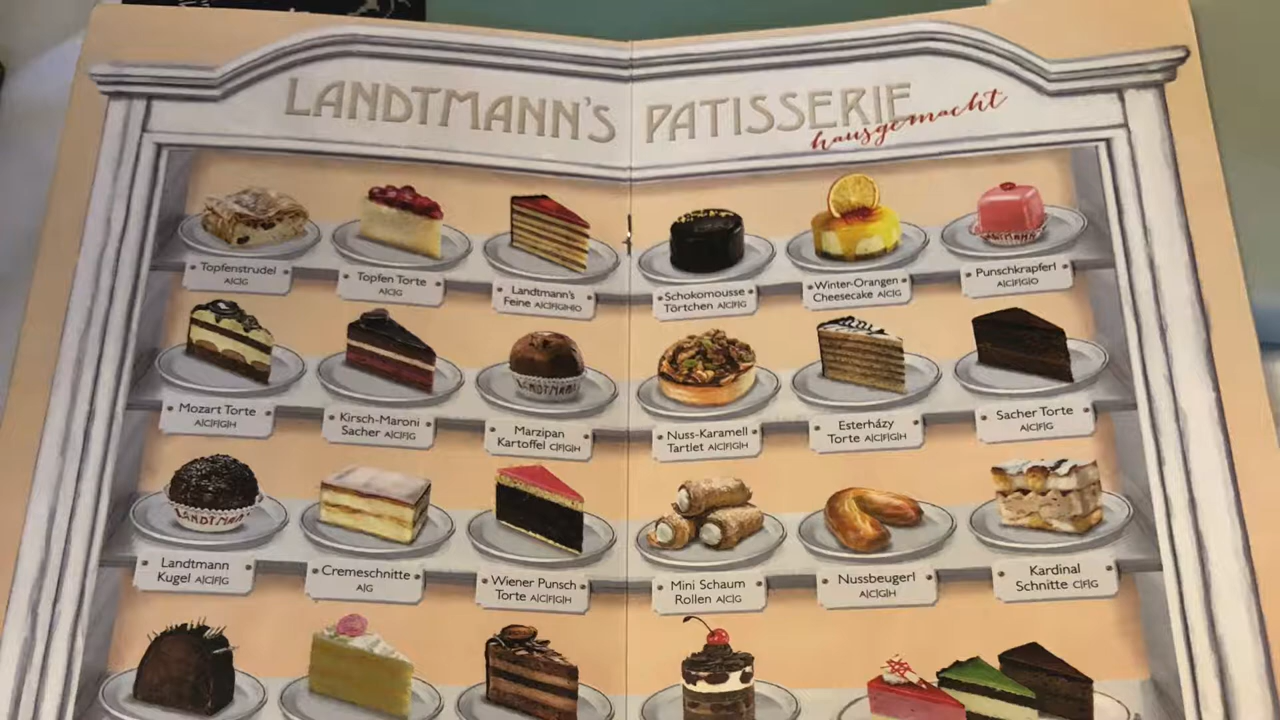 LANDTMANN'S PATISSERIE
hausgemacht
Topfenstrudel
A|C|G
Topfen Torte
A|C|G
Landtmann's
Feine A|C|F|G|H|O
Schokomousse
Törtchen A|C|F|G
Winter-Orangen
Cheesecake A|C|G
Punschkrapferl
A|C|F|G|O
Mozart Torte
A|C|F|G|H
Kirsch-Maroni
Sacher A|C|F|G
Marzipan
Kartoffel C|F|G|H
LANDTMANN
Nuss-Karamell
Tartlet A|C|F|G|H
Esterházy
Torte A|C|F|G|H
Sacher Torte
A|C|F|G
LANDTMANN
Landtmann
Kugel A|C|F|G
Cremeschnitte
A|G
Wiener Punsch
Torte A|C|F|G|H
Mini Schaum
Rollen A|C|G
Nussbeugerl
A|C|G|H
Kardinal
Schnitte C|F|G